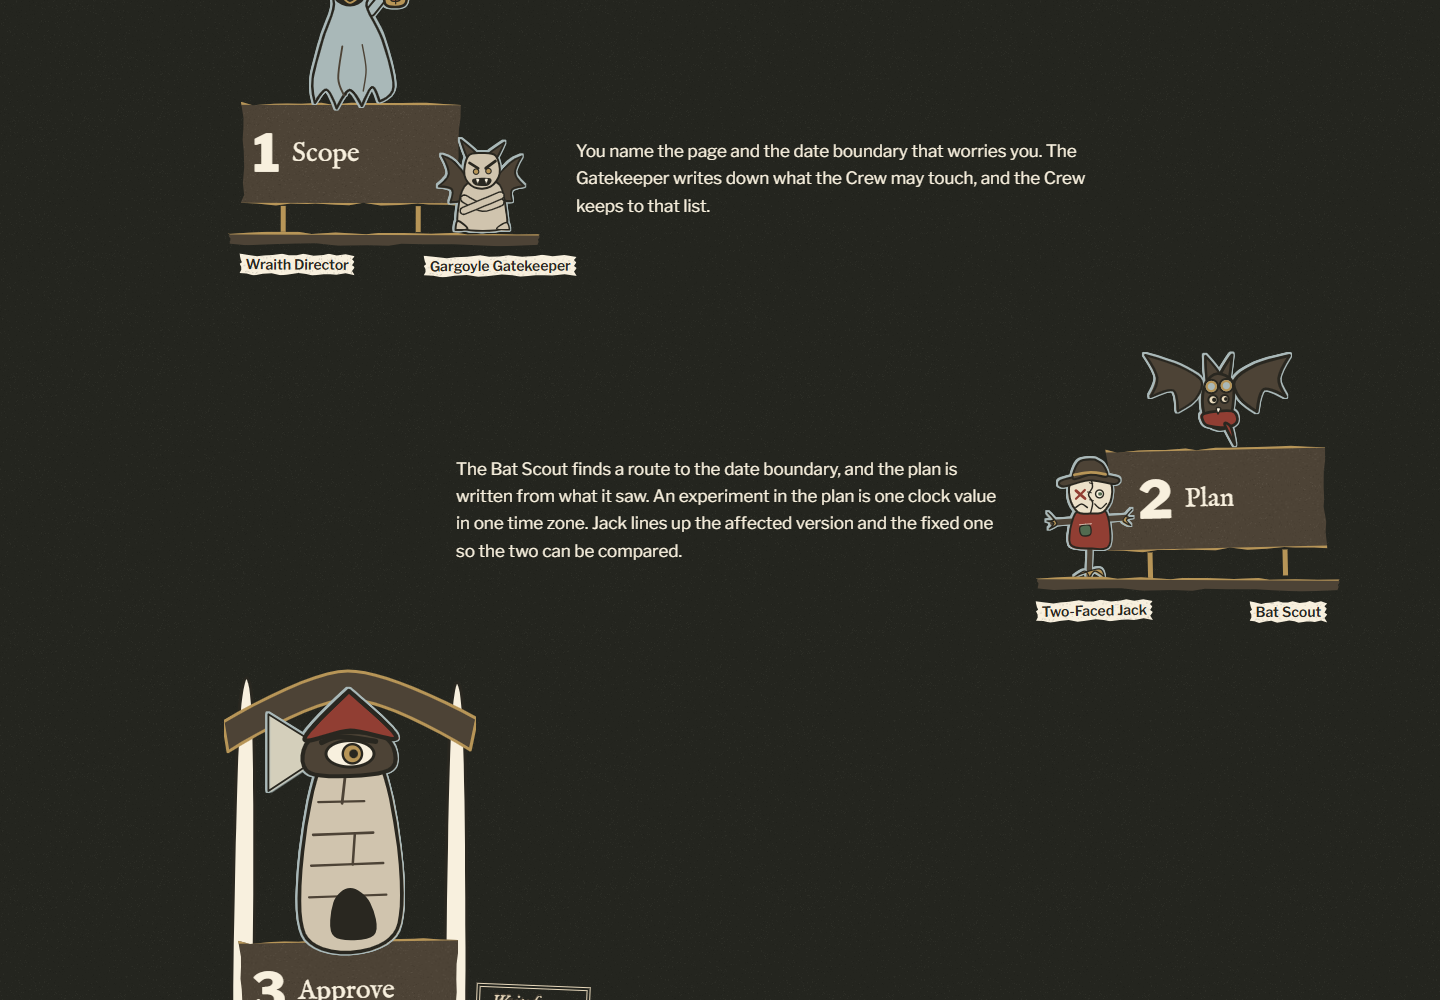 1 Scope
You name the page and the date boundary that worries you. The
Gatekeeper writes down what the Crew may touch, and the Crew
keeps to that list.
Wraith Director
Gargoyle Gatekeeper
The Bat Scout finds a route to the date boundary, and the plan is
written from what it saw. An experiment in the plan is one clock value
in one time zone. Jack lines up the affected version and the fixed one
so the two can be compared.
2 Plan
Two-Faced Jack
Bat Scout
3 Approve